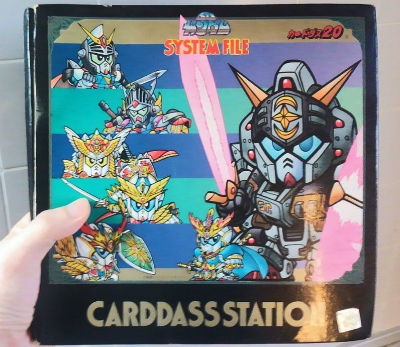 SYSTEM FILE
カードダス20
CARDDASS STATION